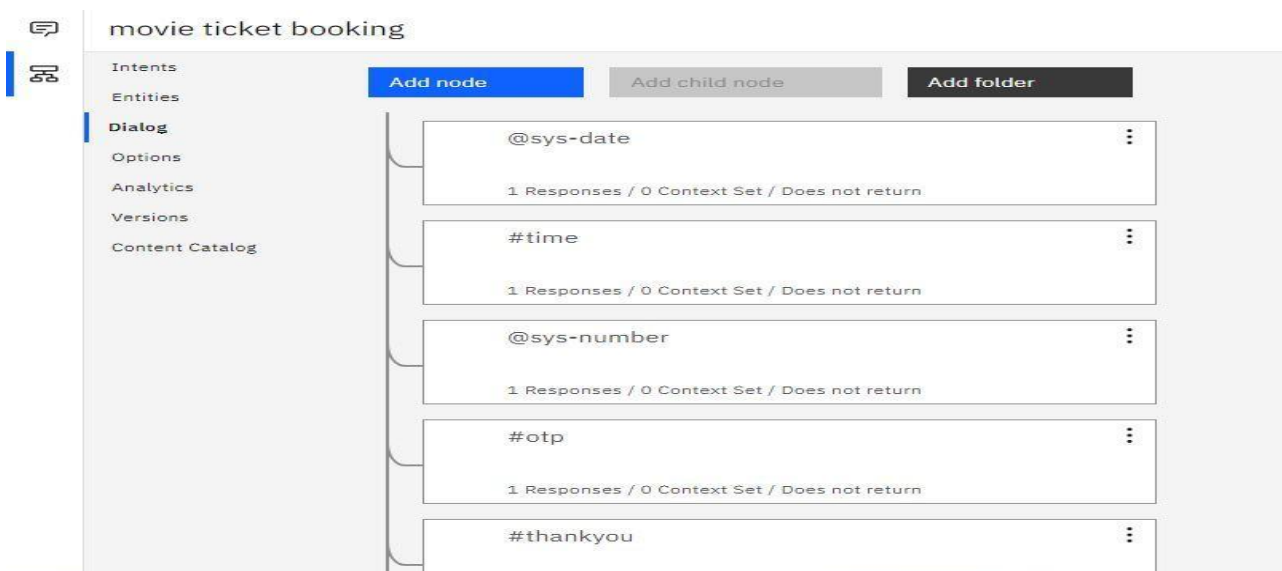 movie ticket booking
Intents
Entities
Dialog
Options
Analytics
Versions
Content Catalog
Add node
Add child node
Add folder
@sys-date
1 Responses / 0 Context Set / Does not return
#time
1 Responses / 0 Context Set / Does not return
@sys-number
1 Responses / 0 Context Set / Does not return
#otp
1 Responses / 0 Context Set / Does not return
#thankyou